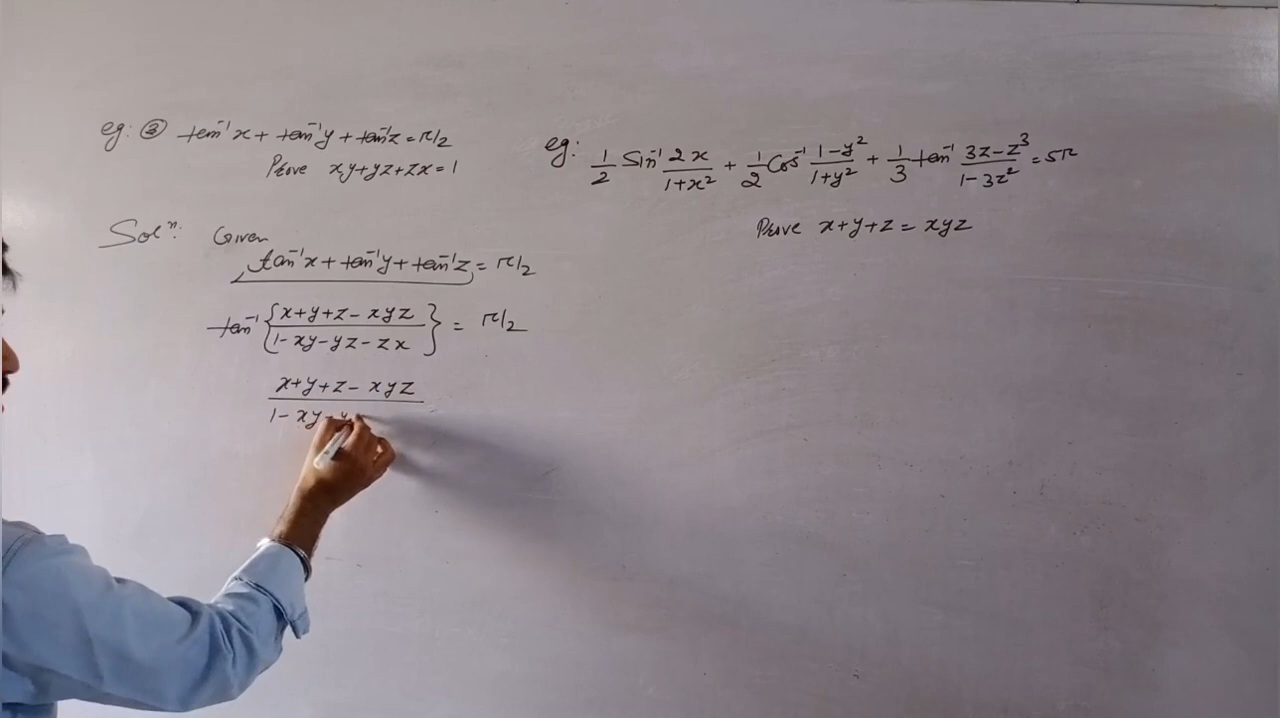 eg: ③ tan⁻¹x + tan⁻¹y + tan⁻¹z = π/2
Prove xy+yz+zx=1
Solⁿ: Given
tan⁻¹x + tan⁻¹y + tan⁻¹z = π/2
tan⁻¹{(x+y+z-xyz)/(1-xy-yz-zx)} = π/2
x+y+z-xyz
1-xy-y
eg: 1/2 Sin⁻¹ 2x/(1+x²) + 1/2 Cos⁻¹ (1-y²)/(1+y²) + 1/3 tan⁻¹ (3z-z³)/(1-3z²) = 5π
Prove x+y+z = xyz